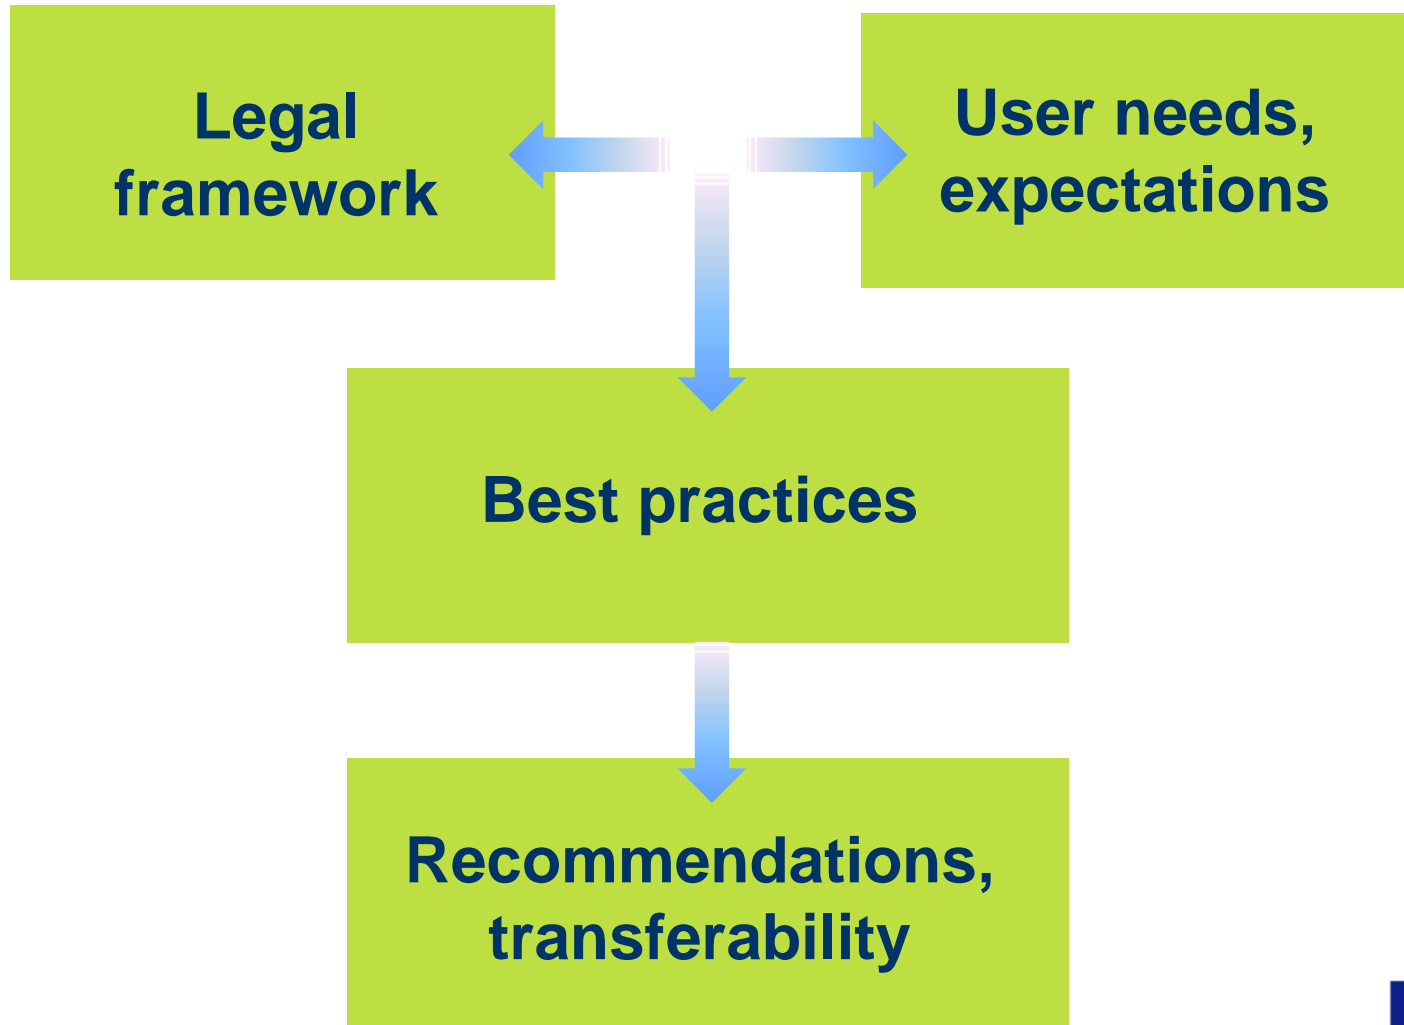 Legal
framework
User needs,
expectations
Best practices
Recommendations,
transferability